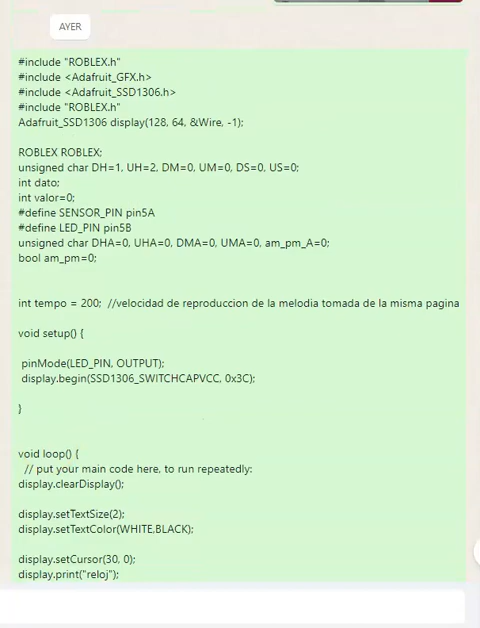 AYER
#include "ROBLEX.h"
#include <Adafruit_GFX.h>
#include <Adafruit_SSD1306.h>
#include "ROBLEX.h"
Adafruit_SSD1306 display(128, 64, &Wire, -1);
ROBLEX ROBLEX;
unsigned char DH=1, UH=2, DM=0, UM=0, DS=0, US=0;
int dato;
int valor=0;
#define SENSOR_PIN pin5A
#define LED_PIN pin5B
unsigned char DHA=0, UHA=0, DMA=0, UMA=0, am_pm_A=0;
bool am_pm=0;
int tempo = 200;  //velocidad de reproduccion de la melodia tomada de la misma pagina
void setup() {
pinMode(LED_PIN, OUTPUT);
display.begin(SSD1306_SWITCHCAPVCC, 0x3C);
}
void loop() {
// put your main code here, to run repeatedly:
display.clearDisplay();
display.setTextSize(2);
display.setTextColor(WHITE,BLACK);
display.setCursor(30, 0);
display.print("reloj");